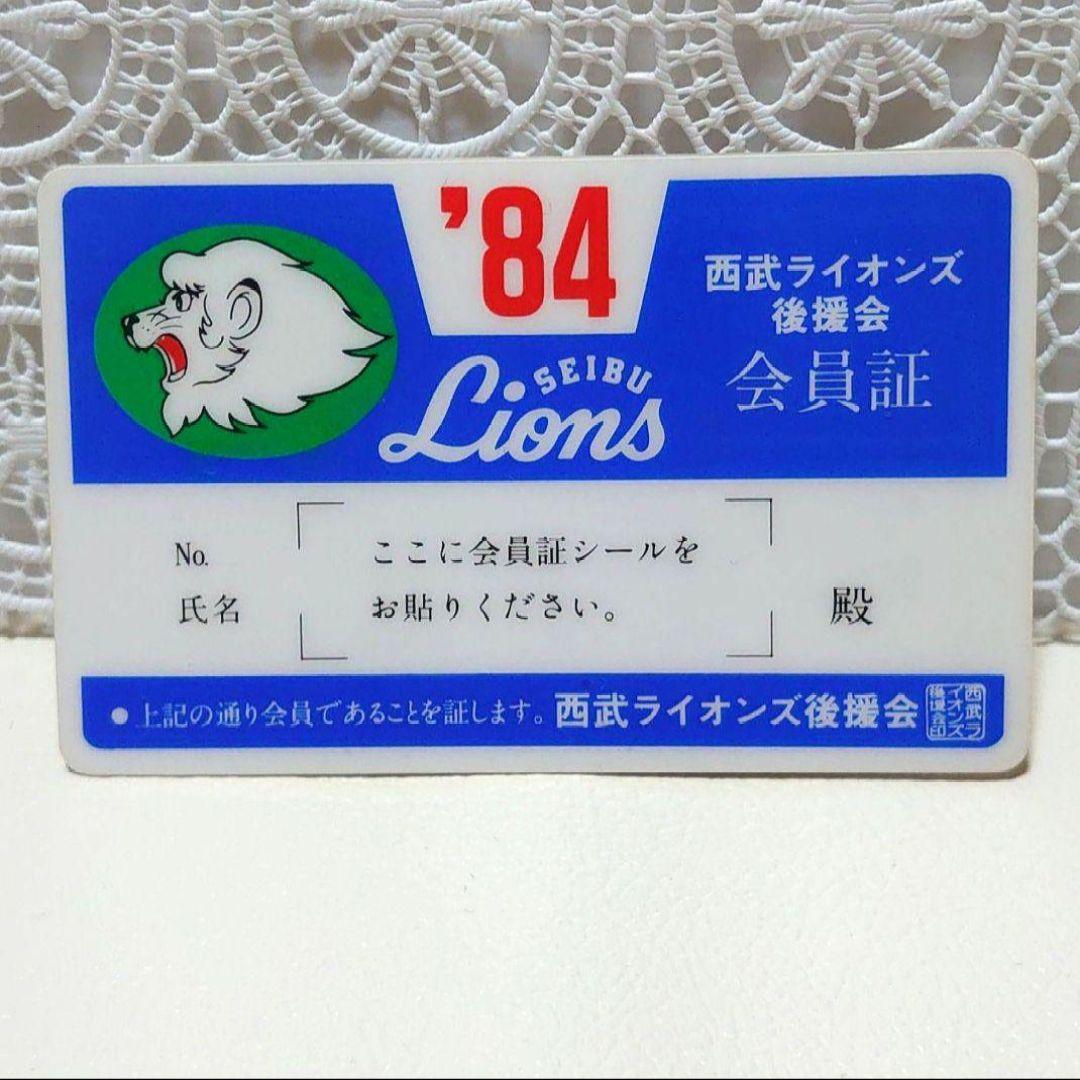 '84
SEIBU
Lions
西武ライオンズ
後援会
会員証
No.
氏名
ここに会員証シールを
お貼りください。
殿
●上記の通り会員であることを証します。西武ライオンズ後援会
西武ラ
イオンズ
後援会印